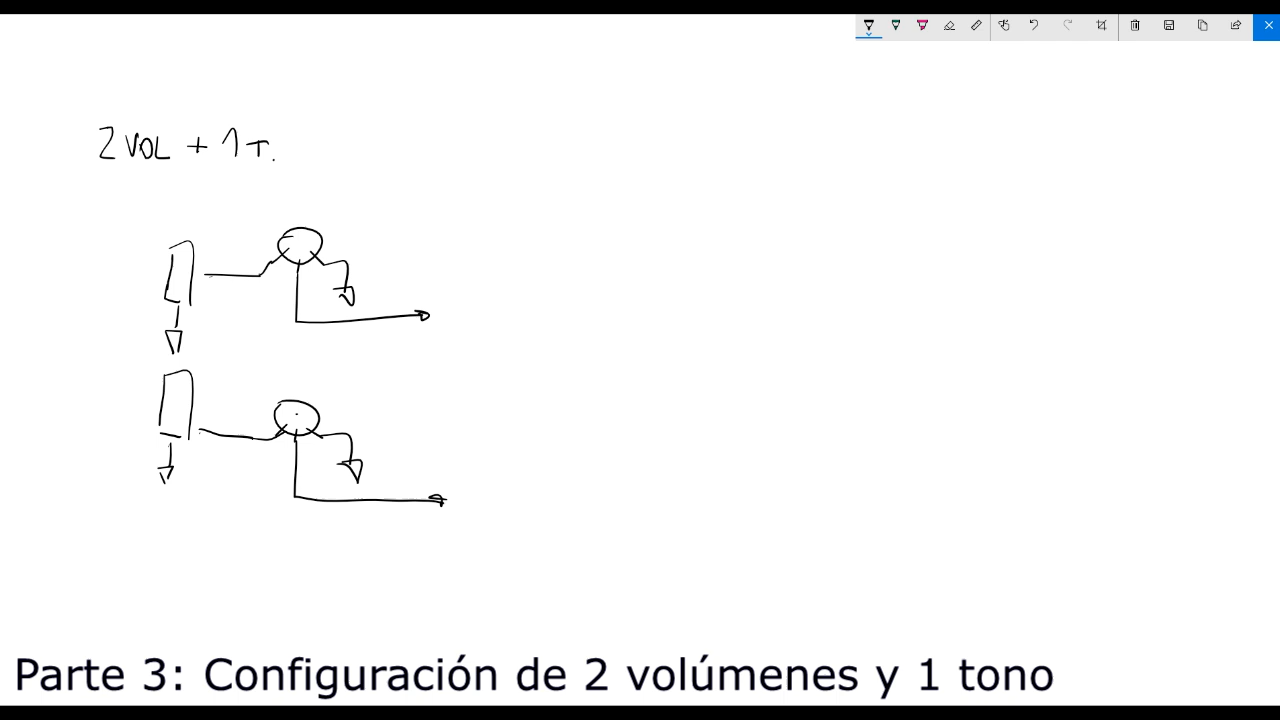 2 VOL + 1 T.
Parte 3: Configuración de 2 volúmenes y 1 tono